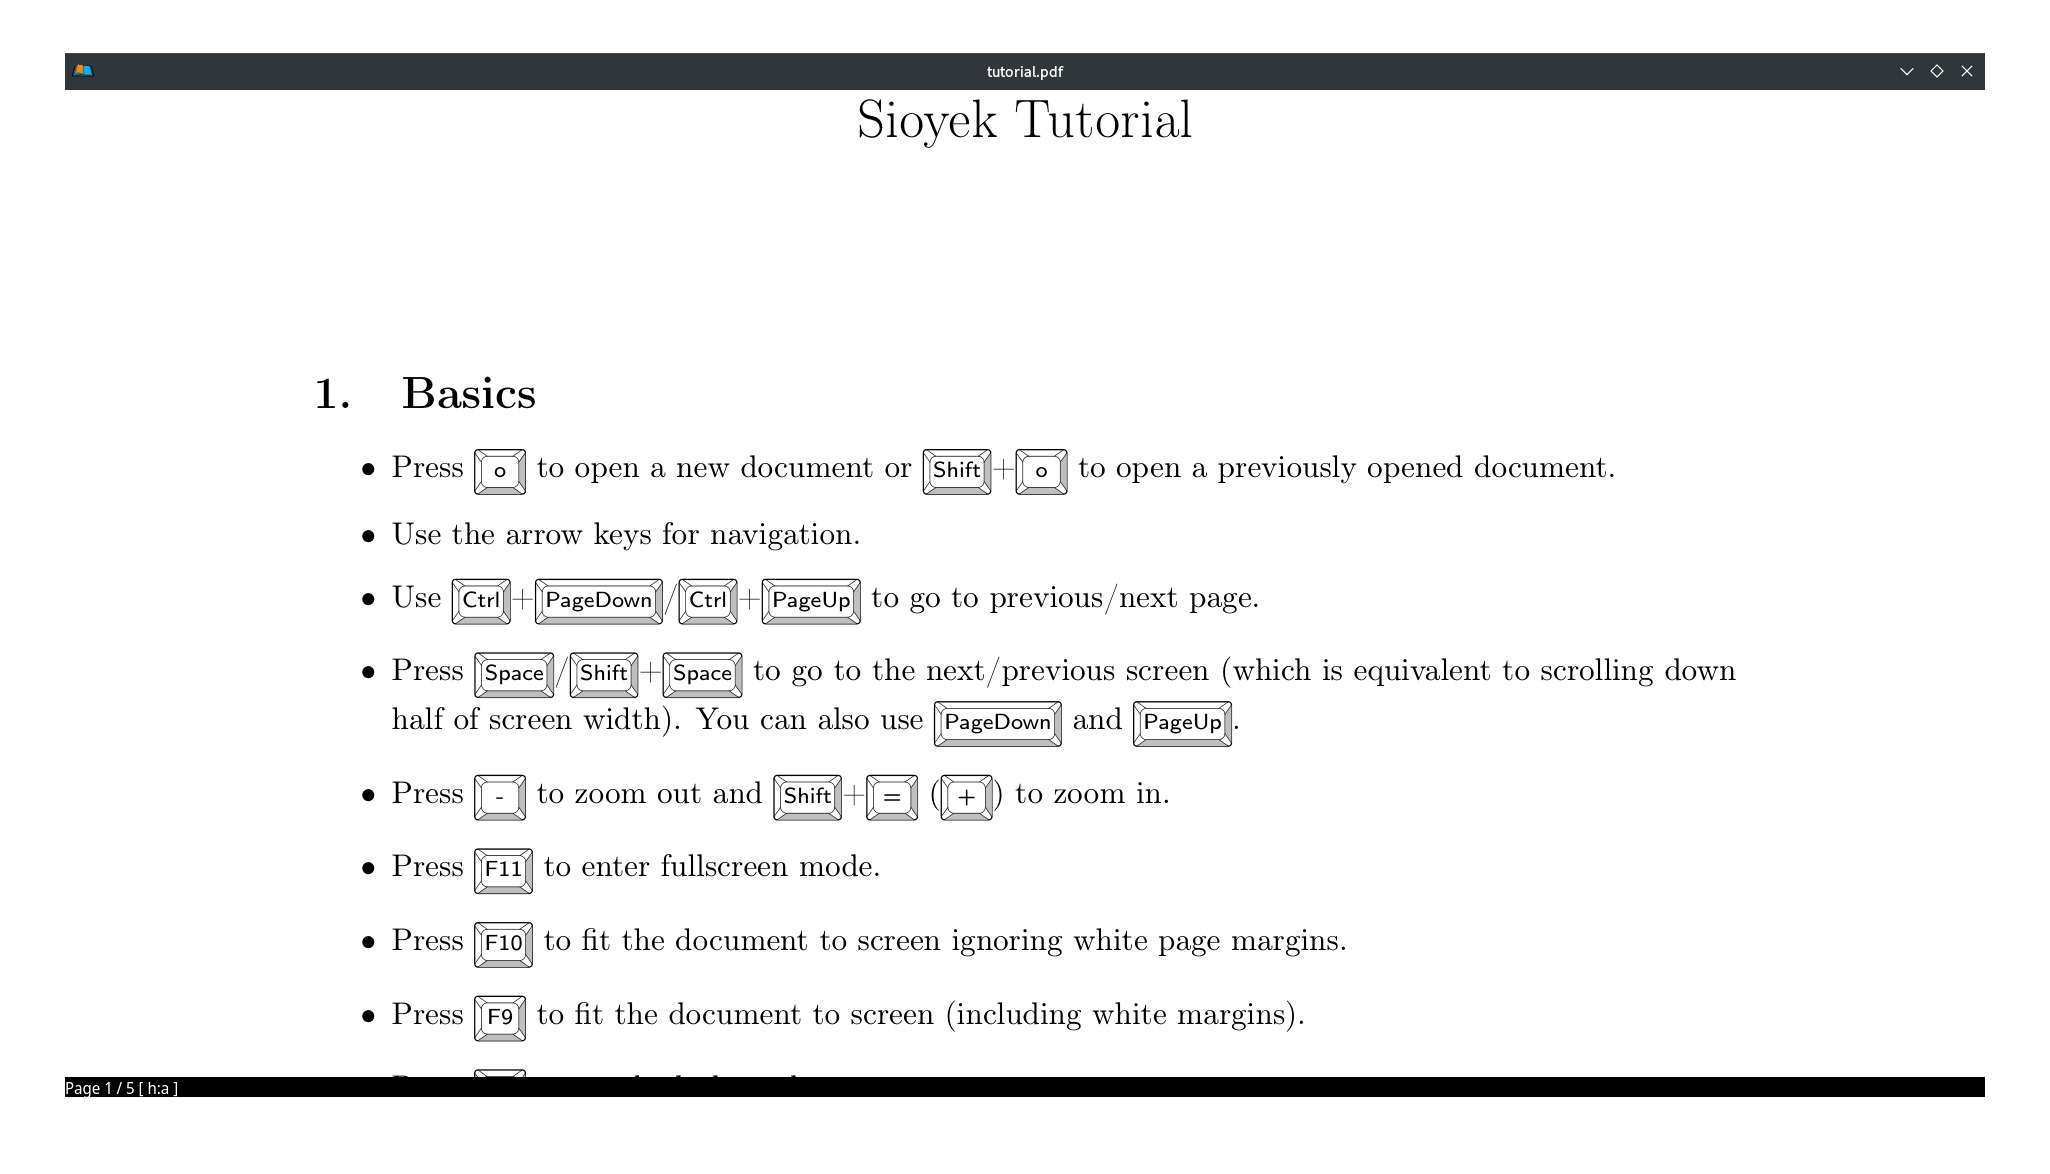 tutorial.pdf
Sioyek Tutorial
1. Basics
• Press o to open a new document or Shift+o to open a previously opened document.
• Use the arrow keys for navigation.
• Use Ctrl+PageDown/Ctrl+PageUp to go to previous/next page.
• Press Space/Shift+Space to go to the next/previous screen (which is equivalent to scrolling down
half of screen width). You can also use PageDown and PageUp.
• Press - to zoom out and Shift+= (+) to zoom in.
• Press F11 to enter fullscreen mode.
• Press F10 to fit the document to screen ignoring white page margins.
• Press F9 to fit the document to screen (including white margins).
Page 1 / 5 [ h:a ]